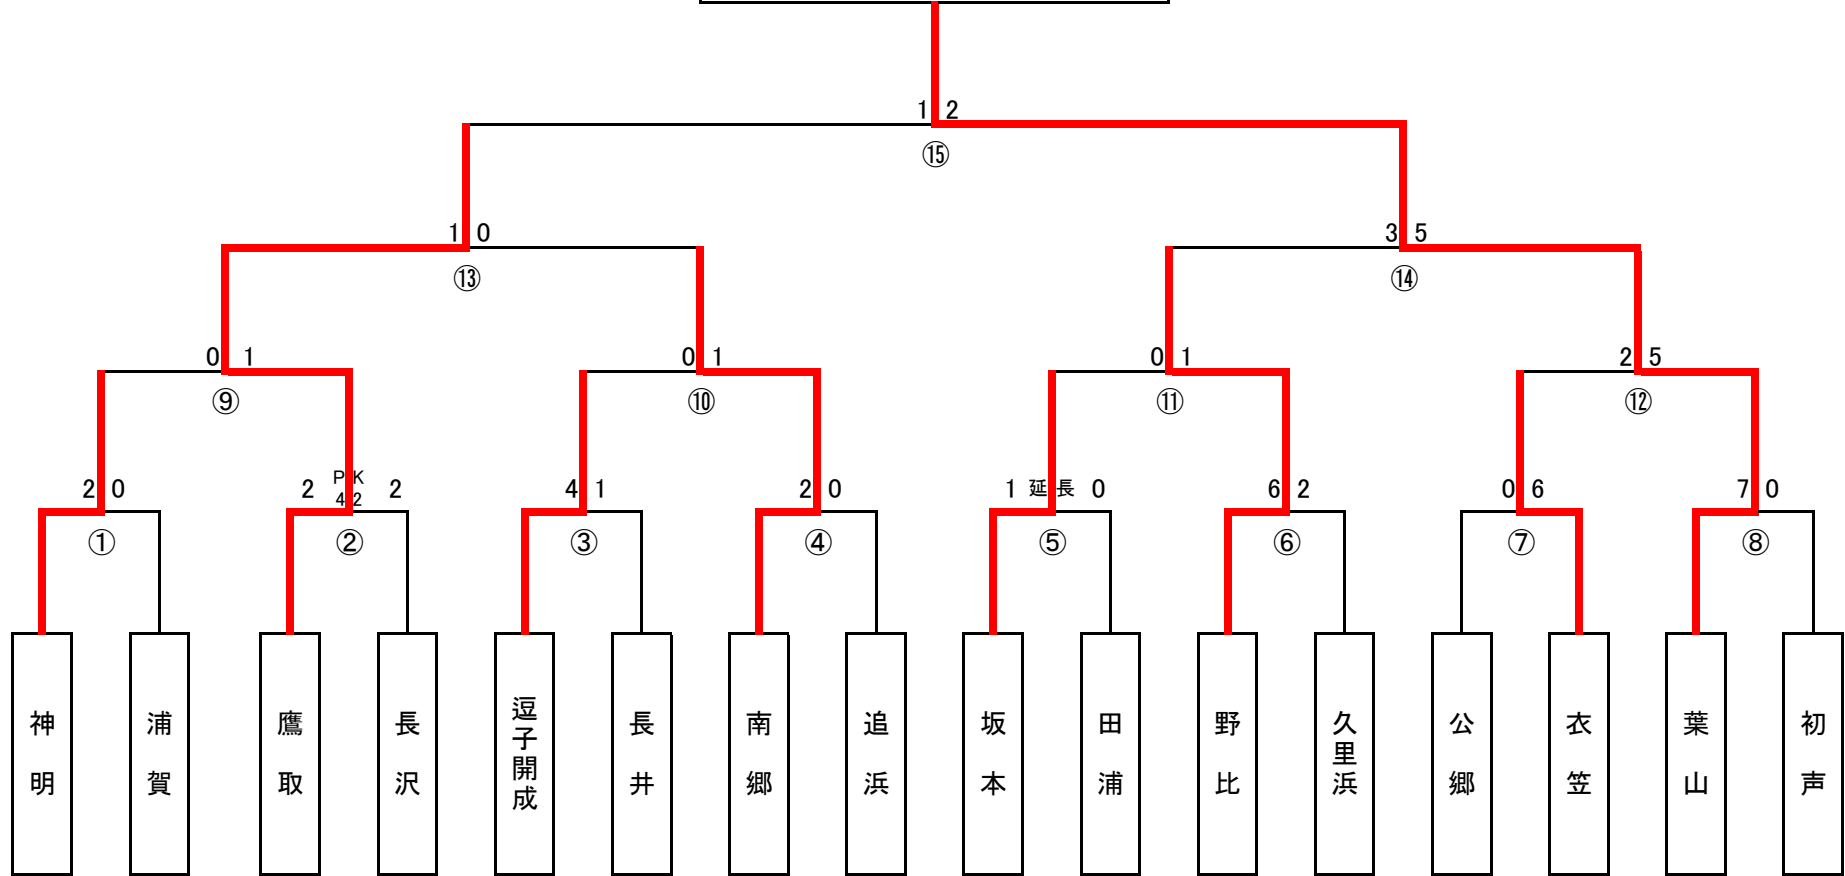 1 2
⑮
1 0
3 5
⑬
⑭
0 1
0 1
0 1
2 5
⑨
⑩
⑪
⑫
2 0
2 PK 2
4 2
4 1
2 0
1 延長 0
6 2
0 6
7 0
①
②
③
④
⑤
⑥
⑦
⑧
神明
浦賀
鷹取
長沢
逗子開成
長井
南郷
追浜
坂本
田浦
野比
久里浜
公郷
衣笠
葉山
初声